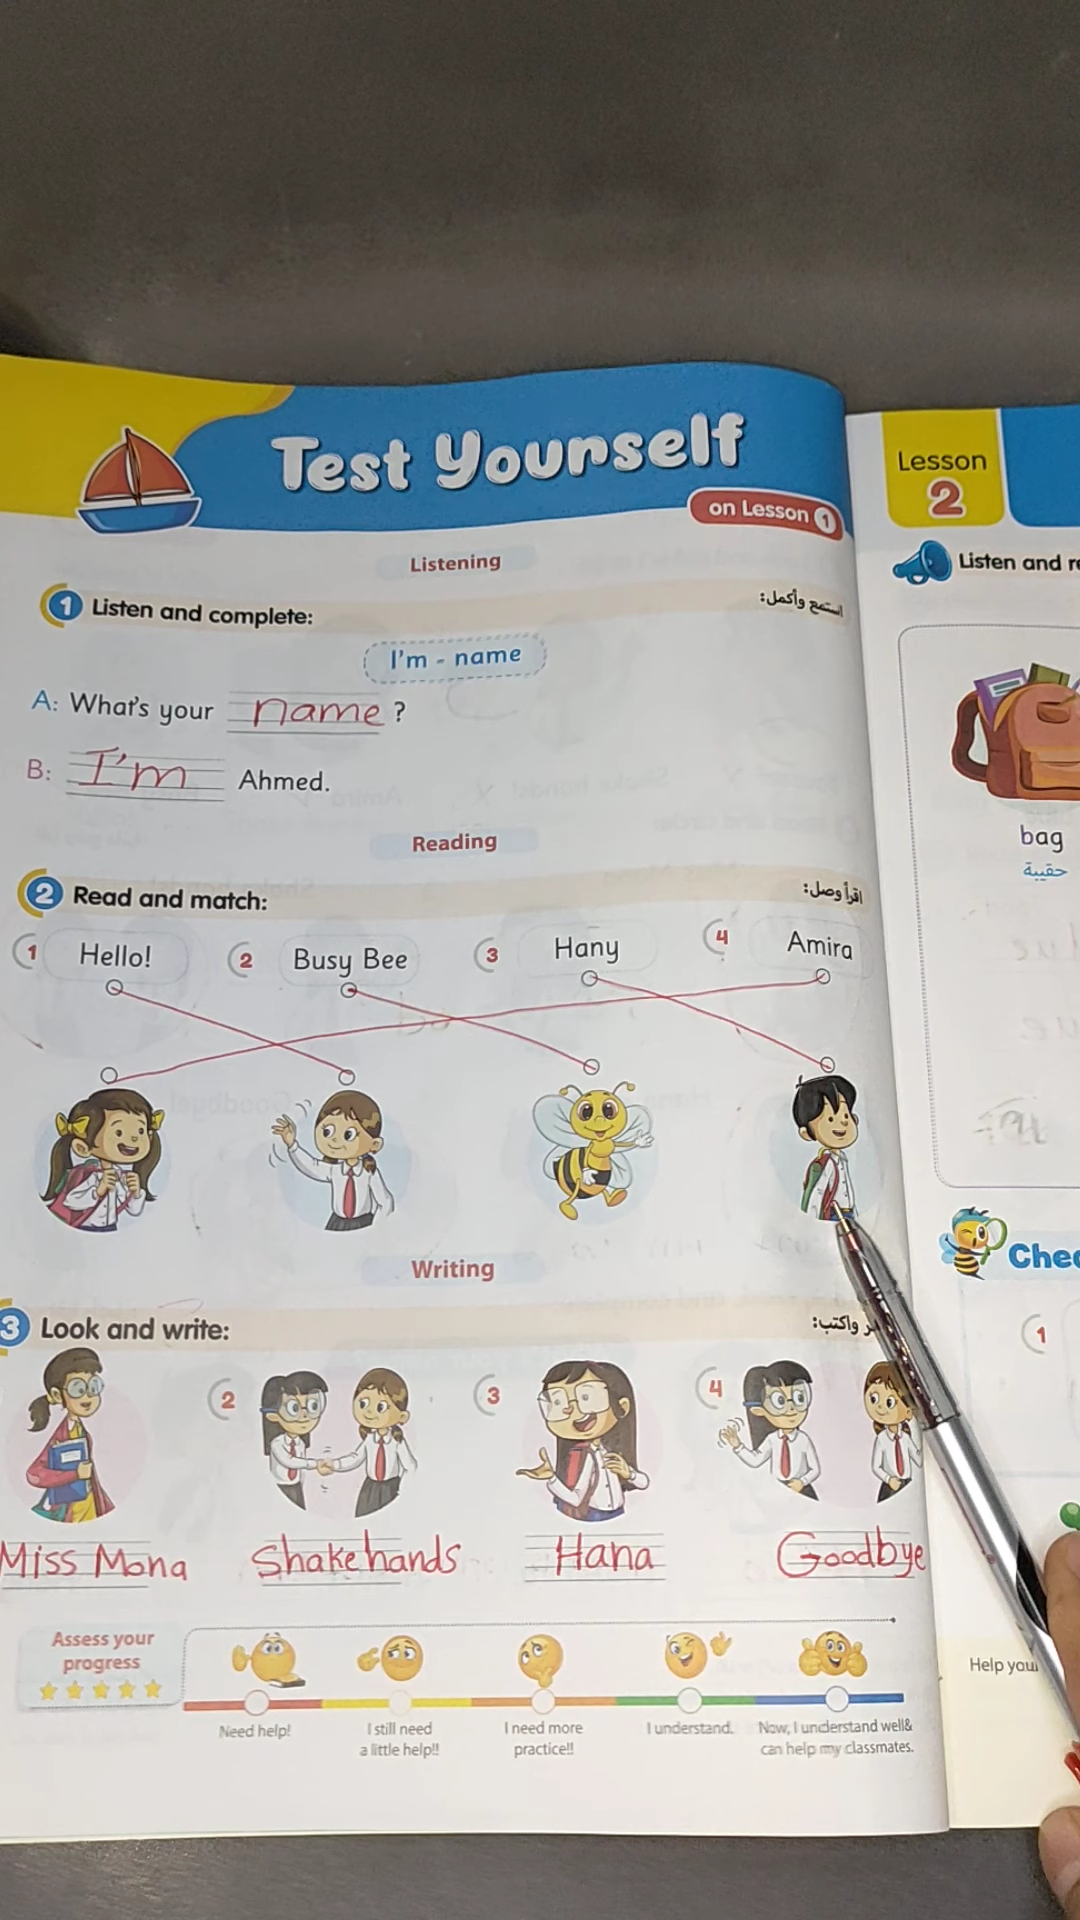 Test Yourself
on Lesson 1
Listening
1 Listen and complete:
استمع وأكمل:
I'm - name
A: What's your name ?
B: I'm Ahmed.
Reading
2 Read and match:
اقرأ وصل:
1 Hello! 2 Busy Bee 3 Hany 4 Amira
Writing
3 Look and write:
واكتب:
2 3 4
Miss Mona Shake hands Hana Goodbye
Assess your
progress
Need help!
I still need
a little help!!
I need more
practice!!
I understand.
Now, I understand well&
can help my classmates.
Lesson
2
Listen and
bag
حقيبة
1
Help